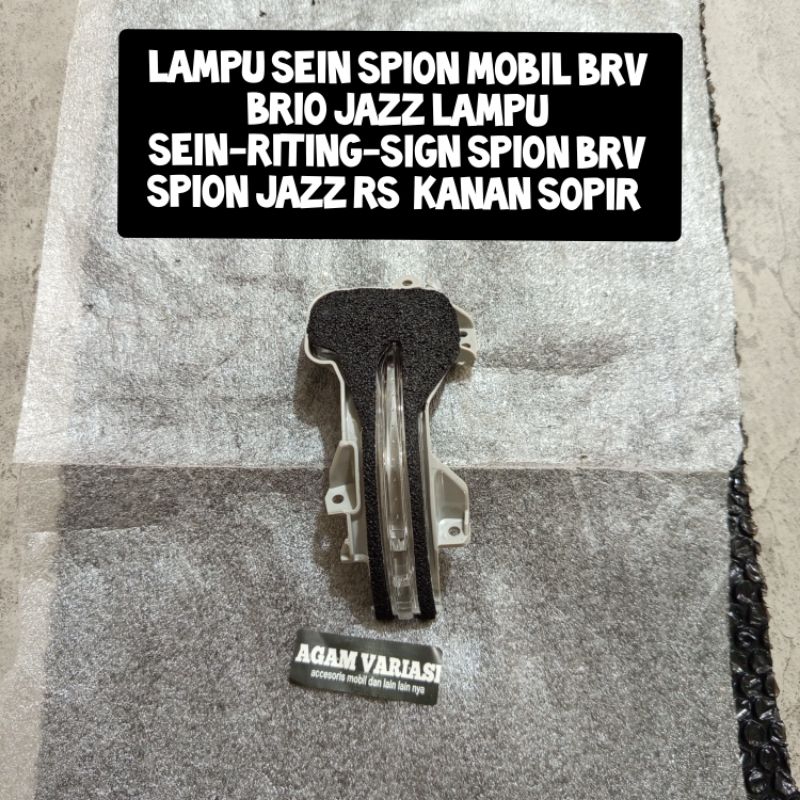 LAMPU SEIN SPION MOBIL BRV
BRIO JAZZ LAMPU
SEIN-RITING-SIGN SPION BRV
SPION JAZZ RS KANAN SOPIR
AGAM VARIASI
accesoris mobil dan lain lain nya